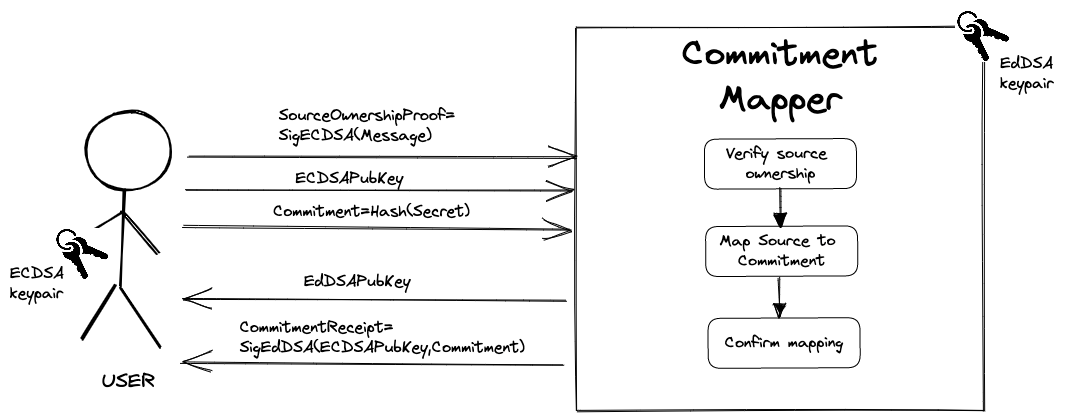 Commitment
Mapper
EdDSA
keypair
SourceOwnershipProof=
SigECDSA(Message)
ECDSAPubKey
Commitment=Hash(Secret)
EdDSAPubKey
CommitmentReceipt=
SigEdDSA(ECDSAPubKey,Commitment)
ECDSA
keypair
USER
Verify source
ownership
Map Source to
Commitment
Confirm mapping